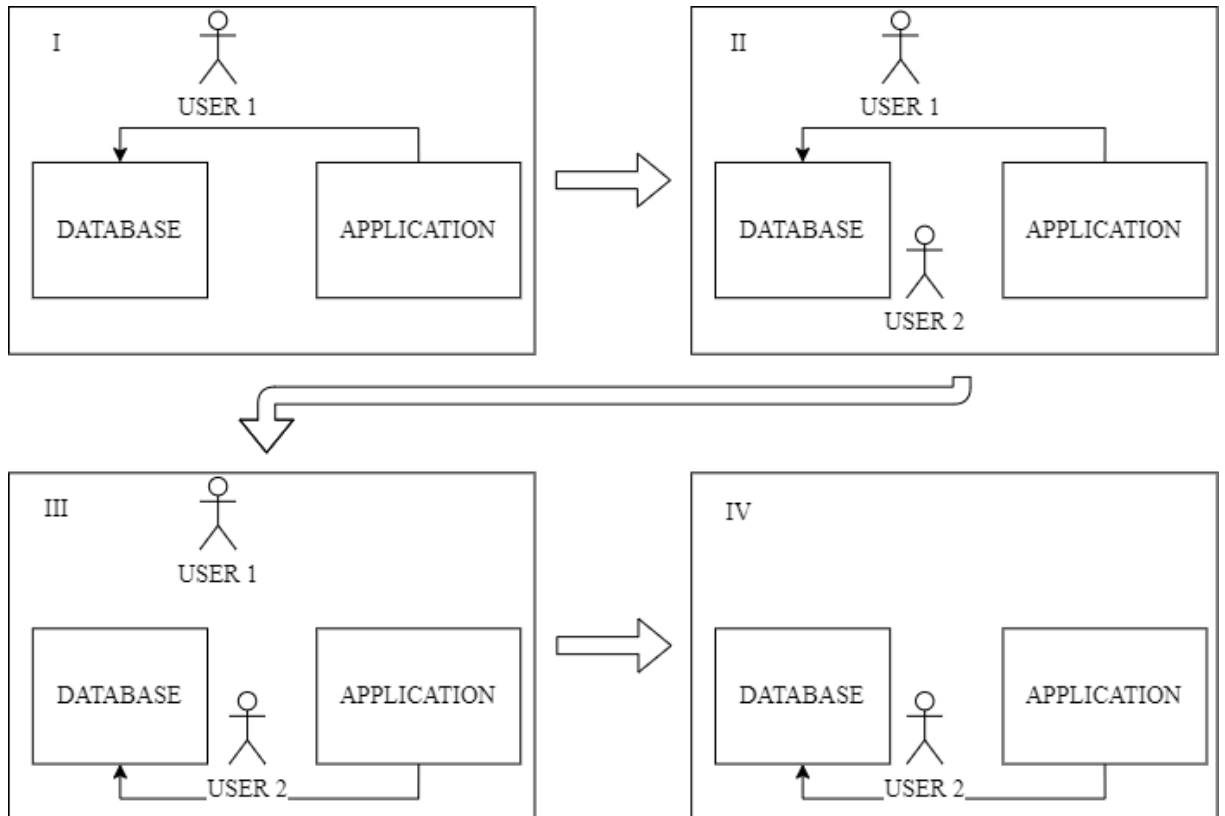 I
USER 1
DATABASE
APPLICATION
II
USER 1
DATABASE
APPLICATION
USER 2
III
USER 1
DATABASE
APPLICATION
USER 2
IV
DATABASE
APPLICATION
USER 2